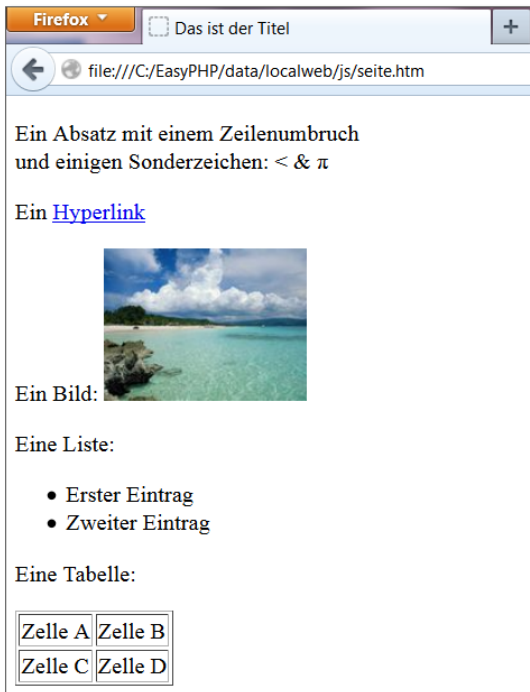 Firefox
Das ist der Titel
+
file:///C:/EasyPHP/data/localweb/js/seite.htm
Ein Absatz mit einem Zeilenumbruch
und einigen Sonderzeichen: < & π
Ein Hyperlink
Ein Bild:
Eine Liste:
• Erster Eintrag
• Zweiter Eintrag
Eine Tabelle:
Zelle A Zelle B
Zelle C Zelle D